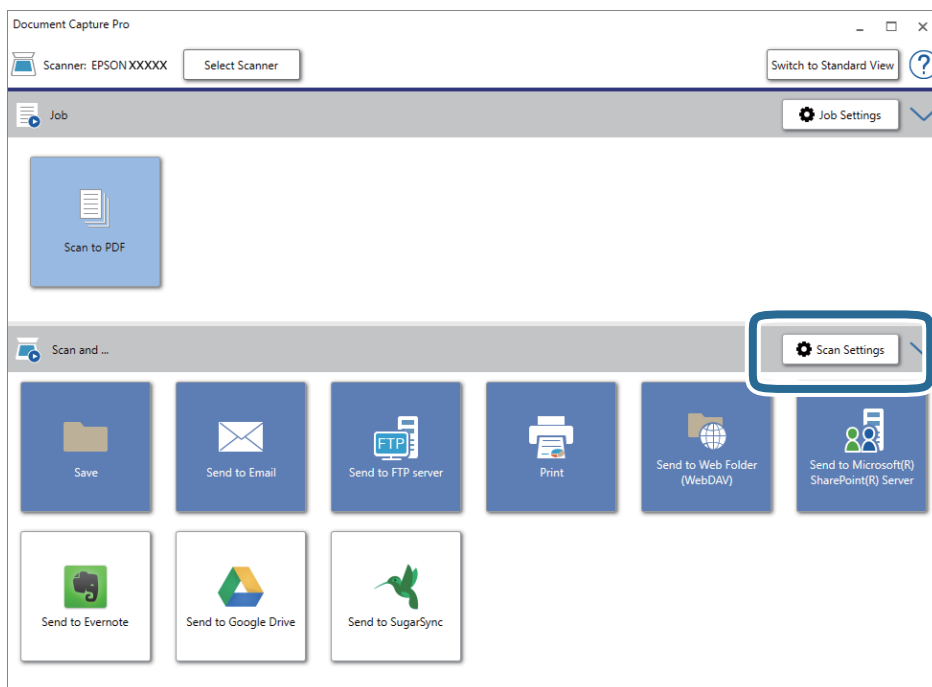 Document Capture Pro
Scanner: EPSON XXXXX
Select Scanner
Switch to Standard View
?
Job
Job Settings
Scan to PDF
Scan and ...
Scan Settings
Save
Send to Email
FTP
Send to FTP server
Print
Send to Web Folder
(WebDAV)
Send to Microsoft(R)
SharePoint(R) Server
Send to Evernote
Send to Google Drive
Send to SugarSync